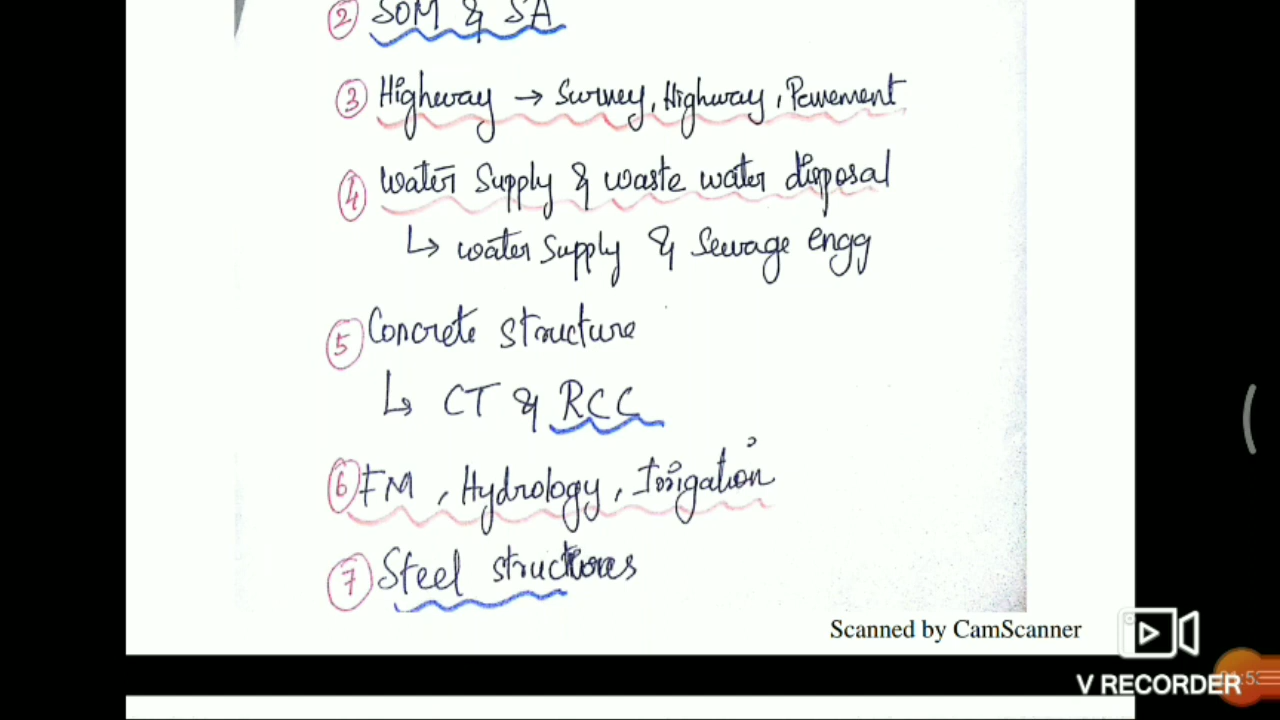 ② SOM & SA
③ Highway → Survey, Highway, Pavement
④ Water Supply & waste water disposal
↳ water Supply & Sewage engg
⑤ Concrete structure
↳ CT & RCC
⑥ FM, Hydrology, Irrigation
⑦ Steel structures
Scanned by CamScanner
V RECORDER